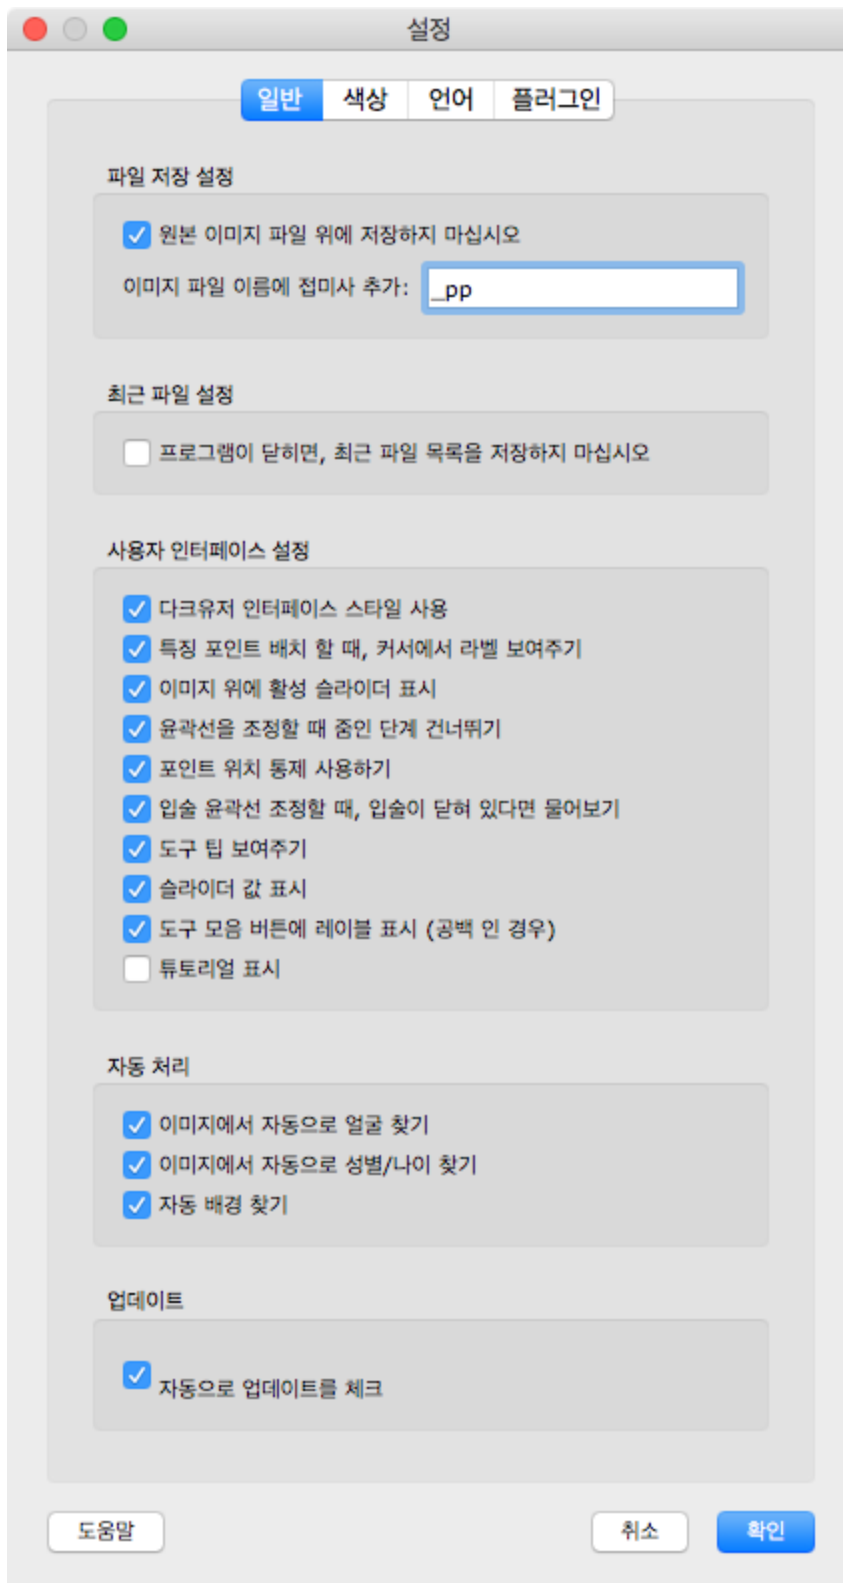 설정
일반 색상 언어 플러그인
파일 저장 설정
원본 이미지 파일 위에 저장하지 마십시오
이미지 파일 이름에 접미사 추가: _pp
최근 파일 설정
프로그램이 닫히면, 최근 파일 목록을 저장하지 마십시오
사용자 인터페이스 설정
다크유저 인터페이스 스타일 사용
특징 포인트 배치 할 때, 커서에서 라벨 보여주기
이미지 위에 활성 슬라이더 표시
윤곽선을 조정할 때 줌인 단계 건너뛰기
포인트 위치 통제 사용하기
입술 윤곽선 조정할 때, 입술이 닫혀 있다면 물어보기
도구 팁 보여주기
슬라이더 값 표시
도구 모음 버튼에 레이블 표시 (공백 인 경우)
튜토리얼 표시
자동 처리
이미지에서 자동으로 얼굴 찾기
이미지에서 자동으로 성별/나이 찾기
자동 배경 찾기
업데이트
자동으로 업데이트를 체크
도움말 취소 확인